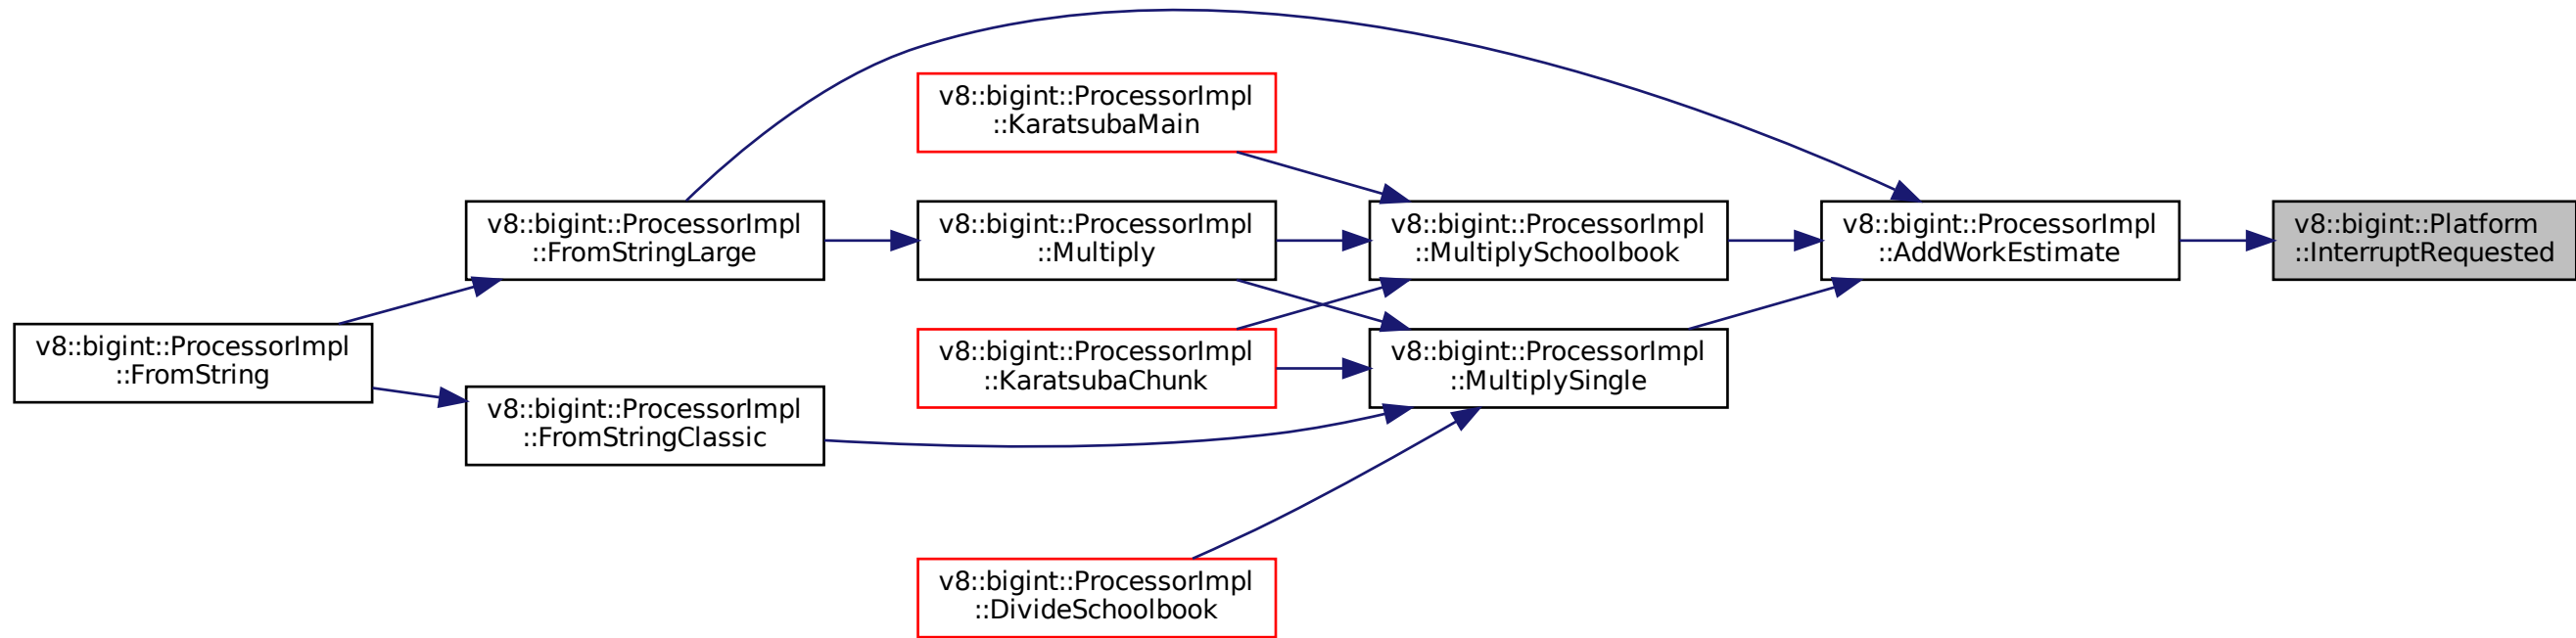 v8::bigint::ProcessorImpl
::FromString
v8::bigint::ProcessorImpl
::FromStringLarge
v8::bigint::ProcessorImpl
::FromStringClassic
v8::bigint::ProcessorImpl
::KaratsubaMain
v8::bigint::ProcessorImpl
::Multiply
v8::bigint::ProcessorImpl
::KaratsubaChunk
v8::bigint::ProcessorImpl
::DivideSchoolbook
v8::bigint::ProcessorImpl
::MultiplySchoolbook
v8::bigint::ProcessorImpl
::MultiplySingle
v8::bigint::ProcessorImpl
::AddWorkEstimate
v8::bigint::Platform
::InterruptRequested